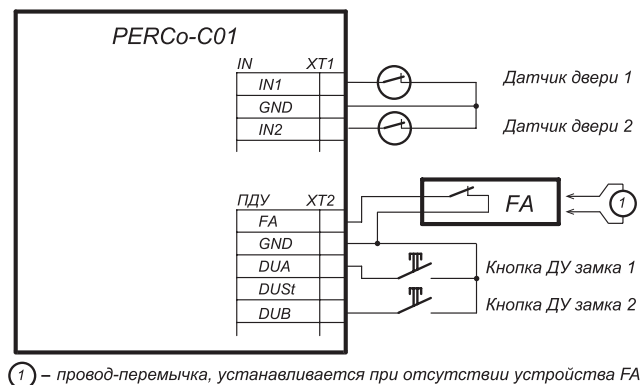 PERCo-C01
IN XT1
IN1
GND
IN2
Датчик двери 1
Датчик двери 2
ПДУ XT2
FA
GND
DUA
DUSt
DUB
FA
1
Кнопка ДУ замка 1
Кнопка ДУ замка 2
1 – провод-перемычка, устанавливается при отсутствии устройства FA